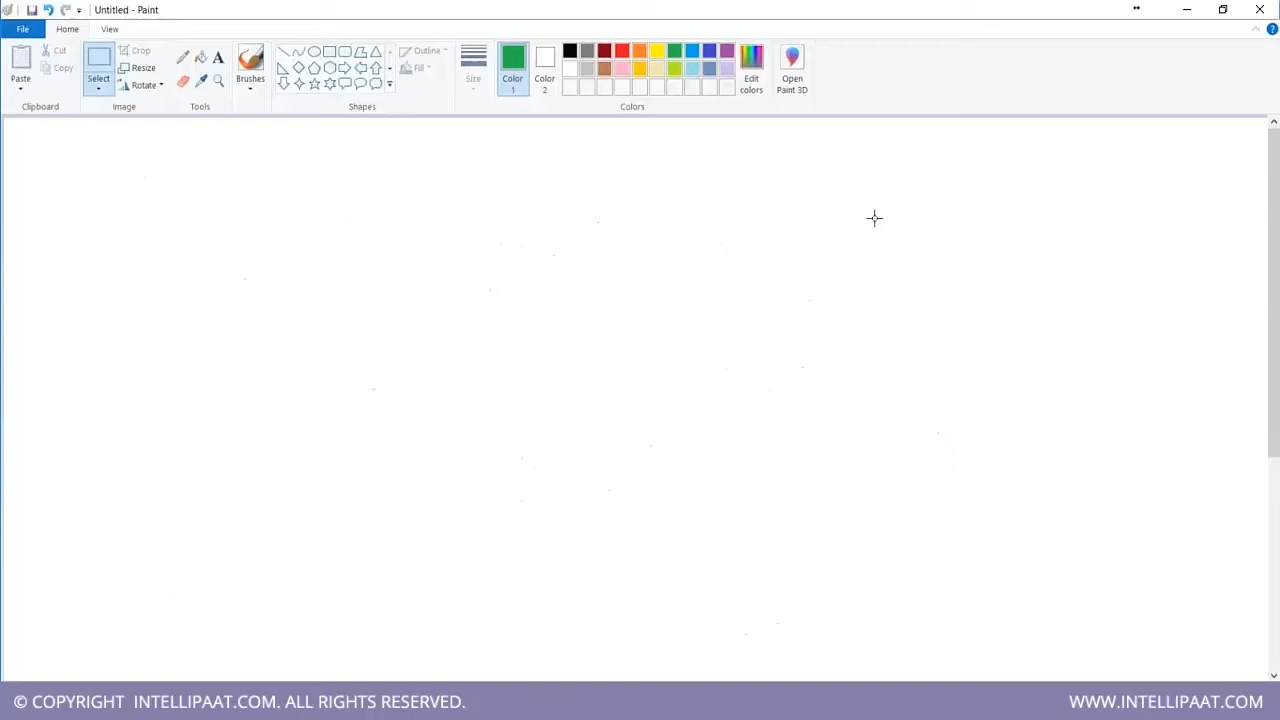 Untitled - Paint
File Home View
Paste
Cut
Copy
Clipboard
Select
Crop
Resize
Rotate
Image
A
Tools
Brushes
Shapes
Outline
Fill
Size
Color 1
Color 2
Colors
Edit colors
Open Paint 3D
© COPYRIGHT INTELLIPAAT.COM. ALL RIGHTS RESERVED.
WWW.INTELLIPAAT.COM